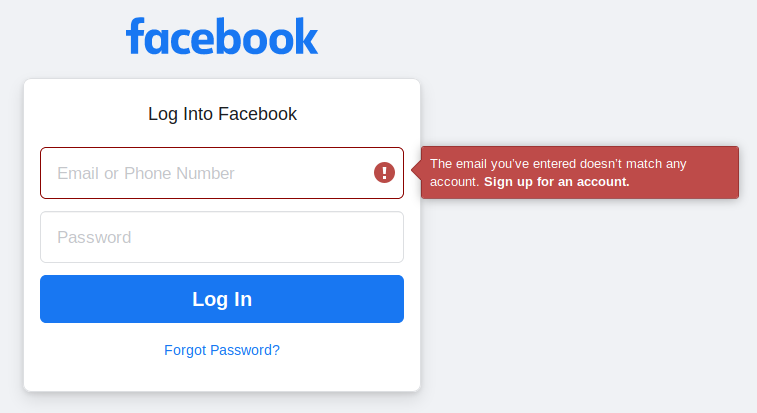 facebook
Log Into Facebook
Email or Phone Number
The email you've entered doesn't match any
account. Sign up for an account.
Password
Log In
Forgot Password?